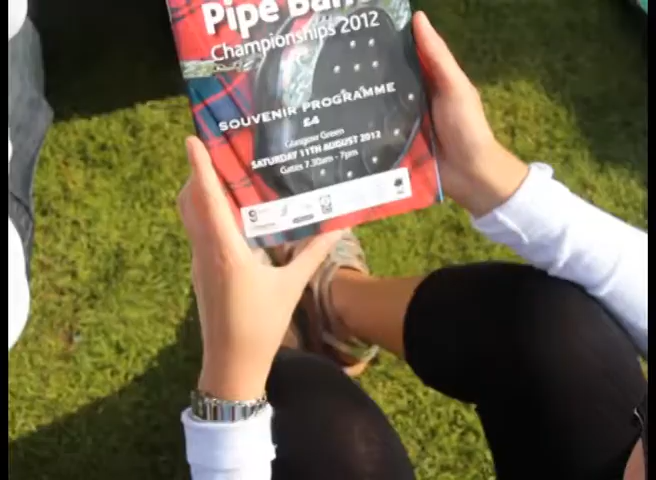 Pipe Ban
Championships 2012
SOUVENIR PROGRAMME
£4
Glasgow Green
SATURDAY 11TH AUGUST 2012
Gates 7.30am - 7pm